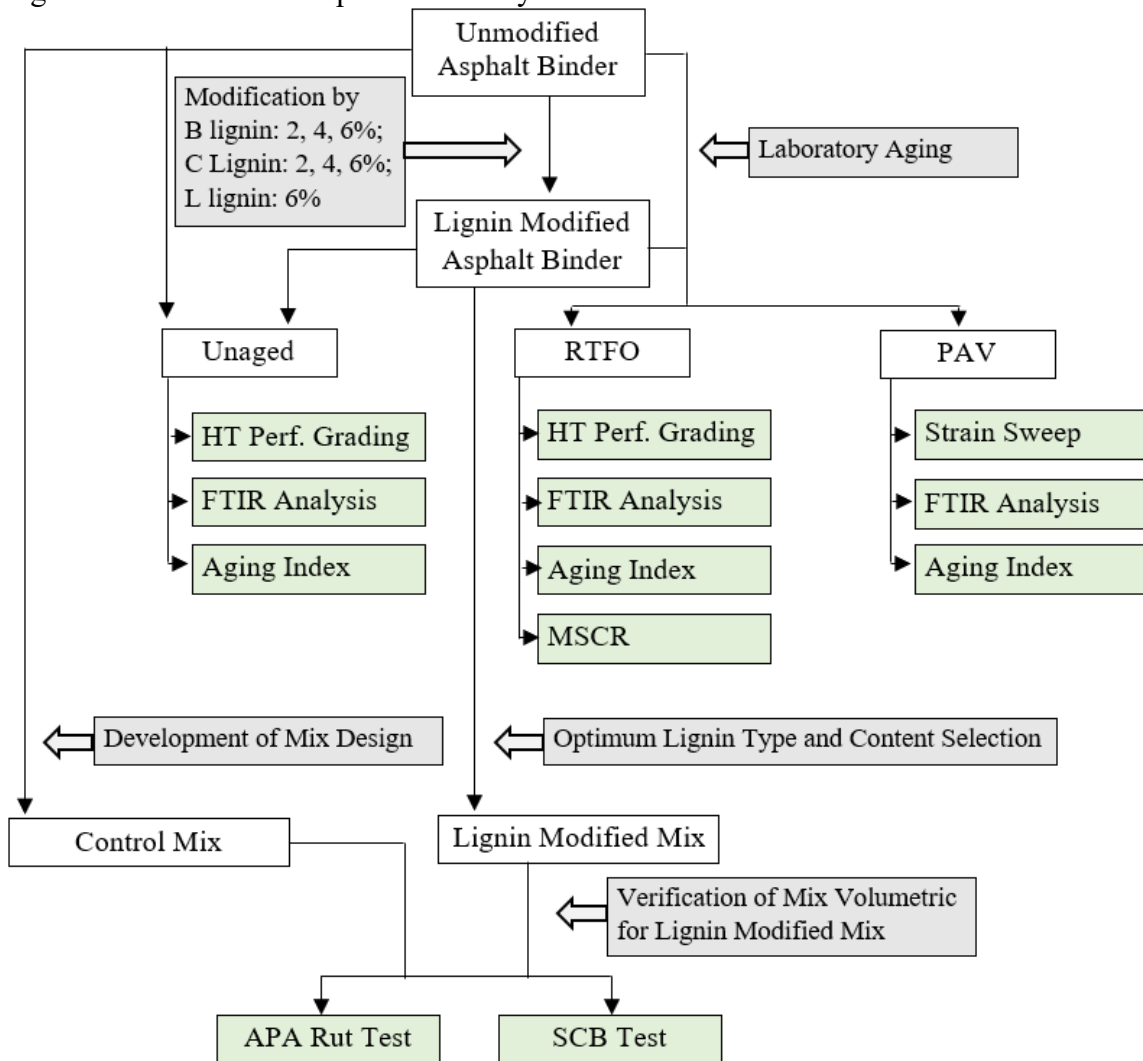 Unmodified
Asphalt Binder
Modification by
B lignin: 2, 4, 6%;
C Lignin: 2, 4, 6%;
L lignin: 6%
Laboratory Aging
Lignin Modified
Asphalt Binder
Unaged
RTFO
PAV
HT Perf. Grading
FTIR Analysis
Aging Index
HT Perf. Grading
FTIR Analysis
Aging Index
MSCR
Strain Sweep
FTIR Analysis
Aging Index
Development of Mix Design
Optimum Lignin Type and Content Selection
Control Mix
Lignin Modified Mix
Verification of Mix Volumetric
for Lignin Modified Mix
APA Rut Test
SCB Test